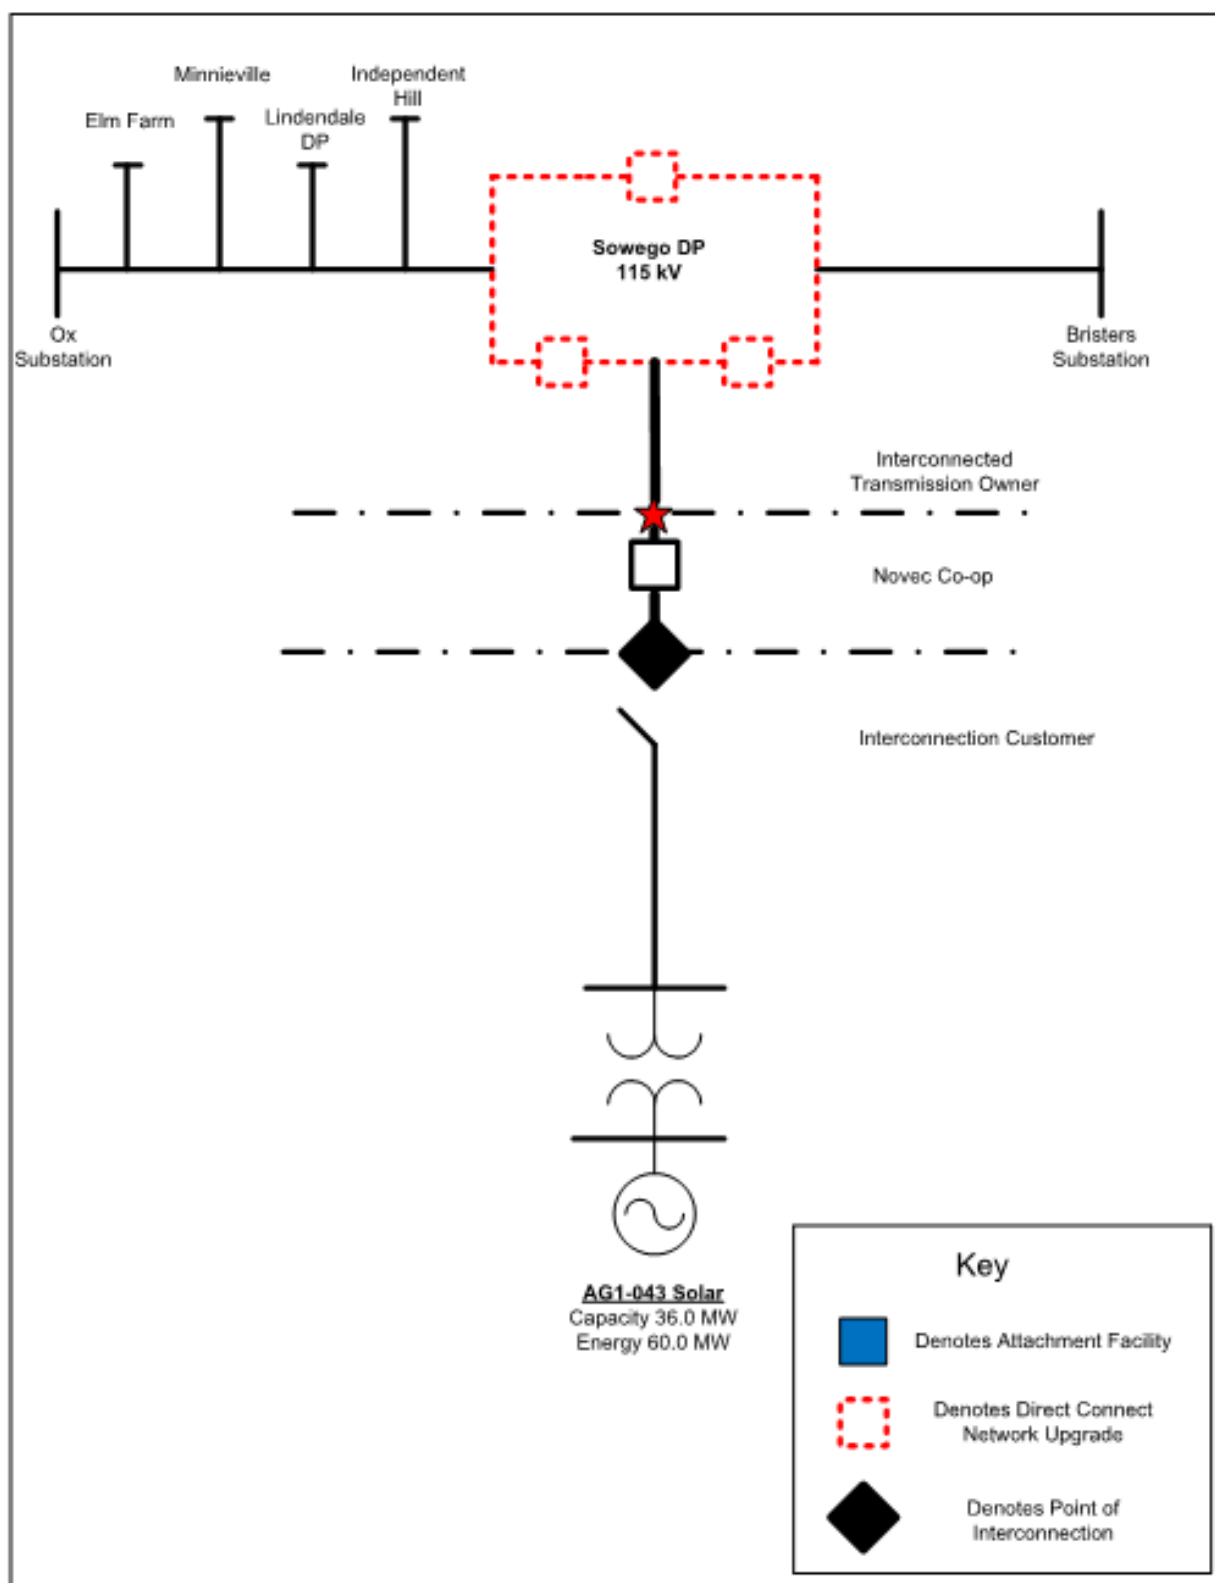 Minnieville
Independent
Hill
Elm Farm
Lindendale
DP
Sowego DP
115 kV
Ox
Substation
Bristers
Substation
Interconnected
Transmission Owner
Novec Co-op
Interconnection Customer
AG1-043 Solar
Capacity 36.0 MW
Energy 60.0 MW
Key
Denotes Attachment Facility
Denotes Direct Connect
Network Upgrade
Denotes Point of
Interconnection